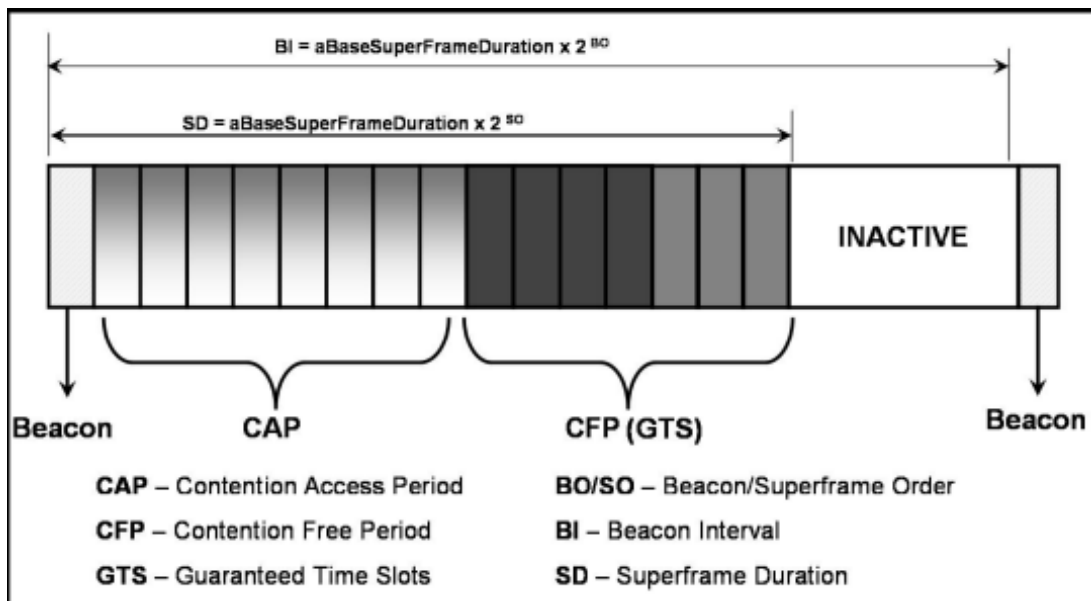 BI = aBaseSuperFrameDuration x 2 BO
SD = aBaseSuperFrameDuration x 2 SO
INACTIVE
Beacon
CAP
CFP (GTS)
Beacon
CAP – Contention Access Period
BO/SO – Beacon/Superframe Order
CFP – Contention Free Period
BI – Beacon Interval
GTS – Guaranteed Time Slots
SD – Superframe Duration